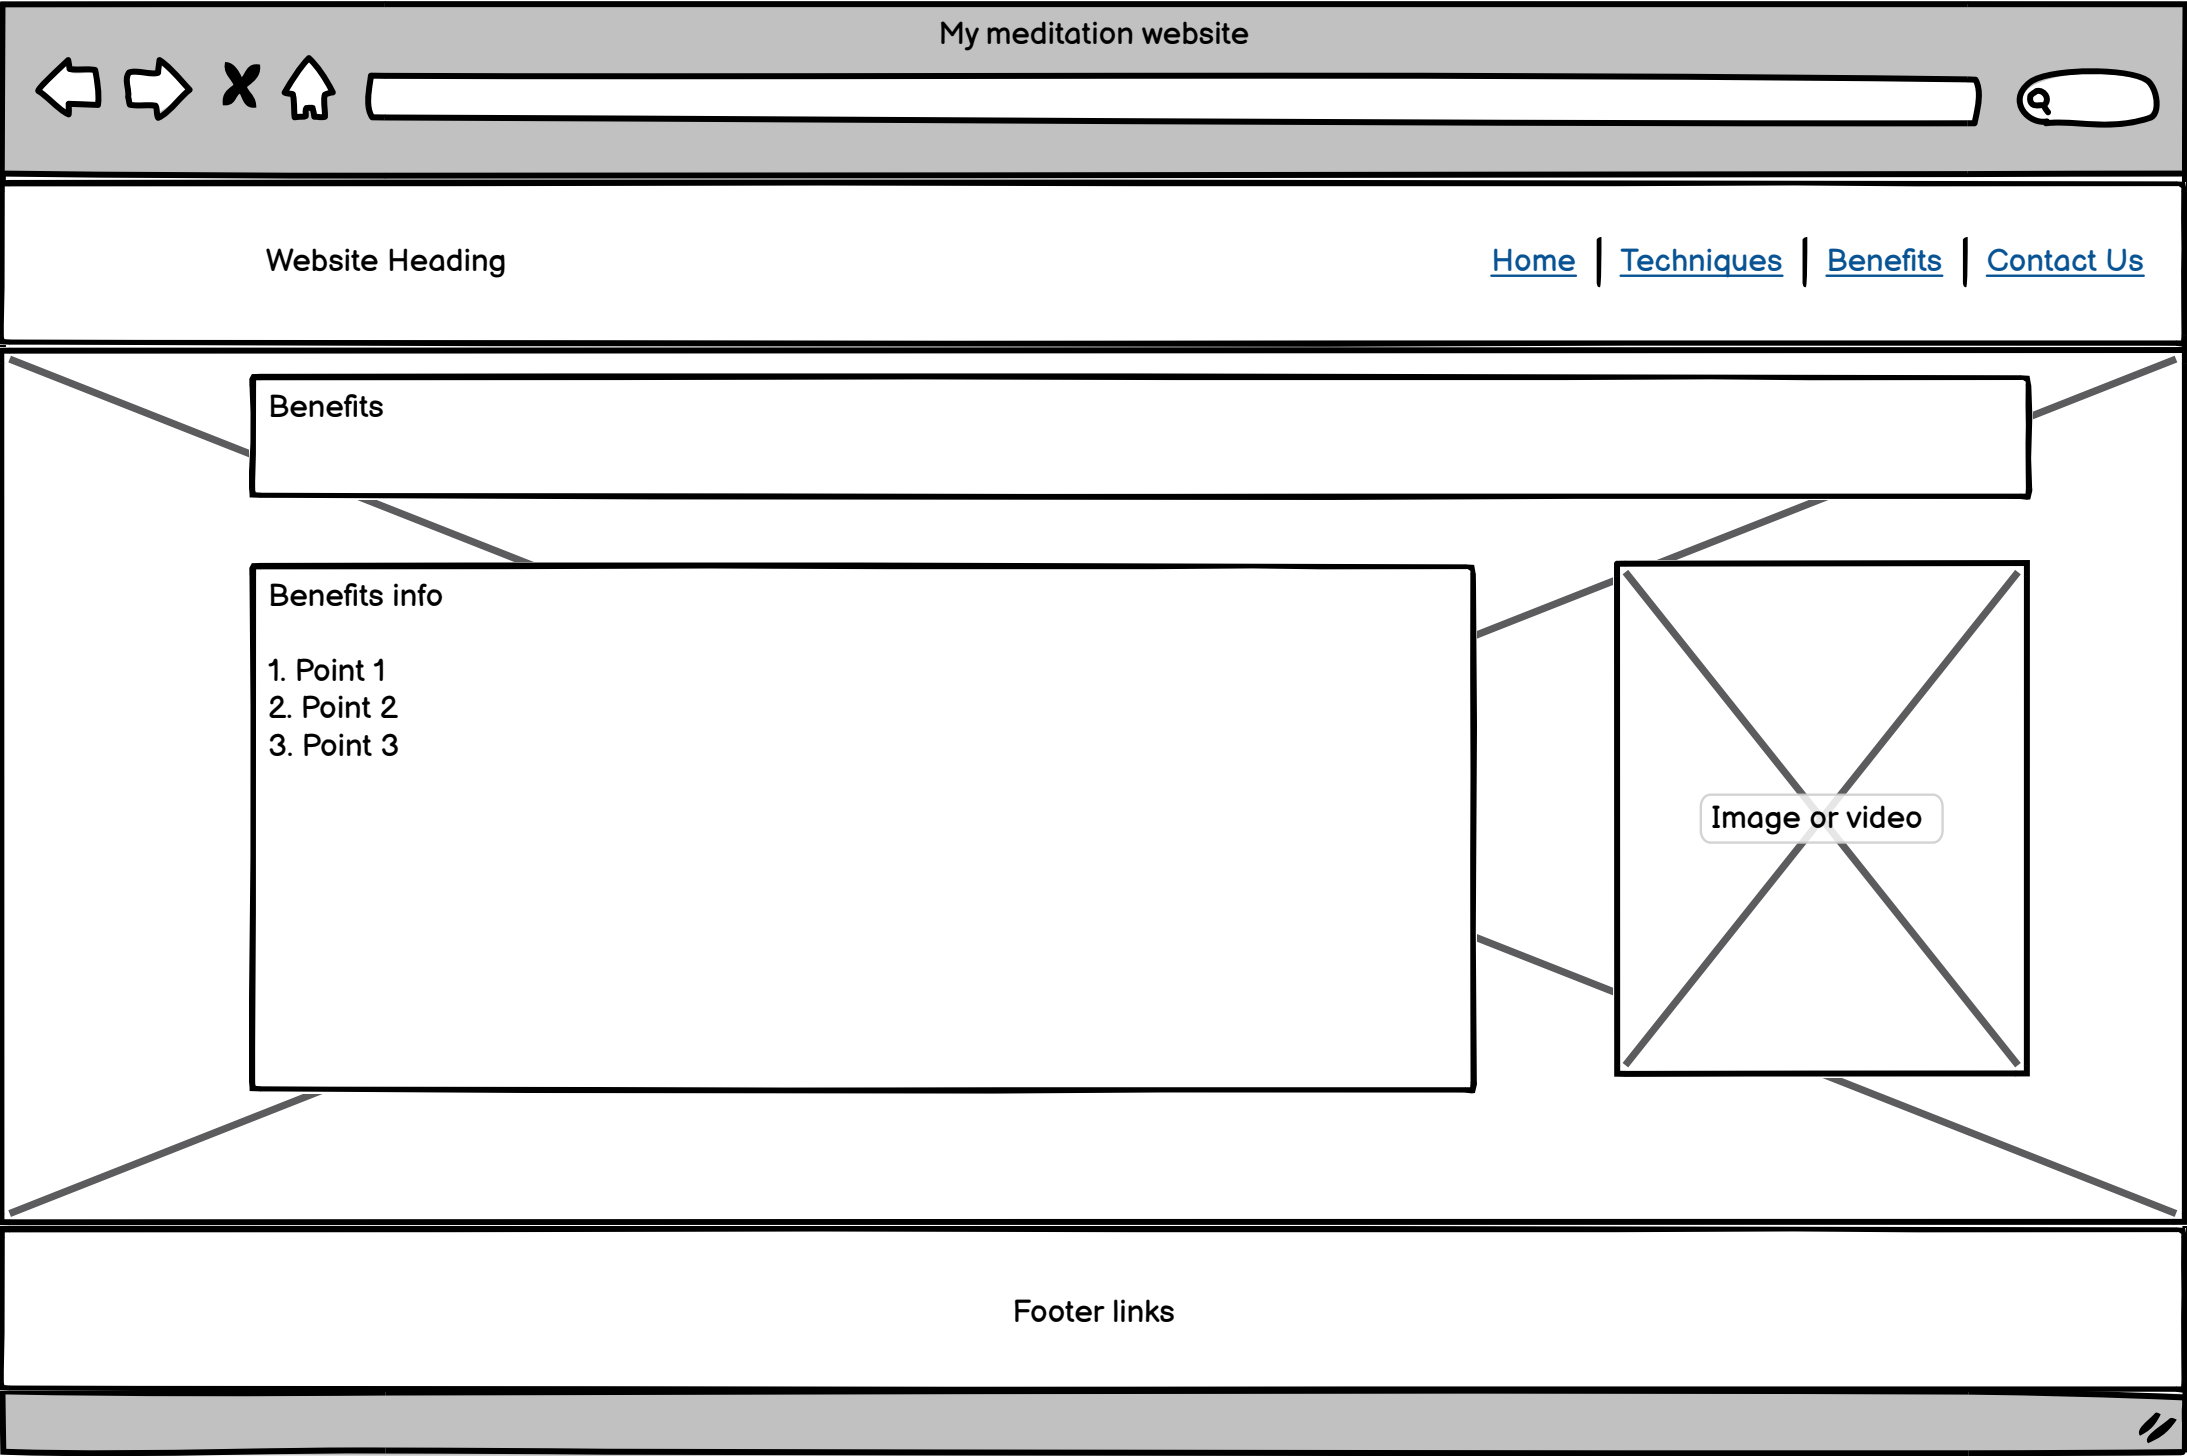 My meditation website
Website Heading
Home
Techniques
Benefits
Contact Us
Benefits
Benefits info
1. Point 1
2. Point 2
3. Point 3
Image or video
Footer links